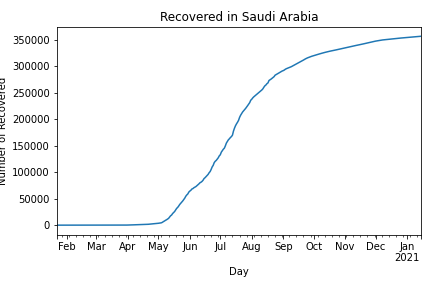 Recovered in Saudi Arabia
350000
300000
250000
200000
150000
100000
50000
0
Number of Recovered
Feb Mar Apr May Jun Jul Aug Sep Oct Nov Dec Jan
2021
Day